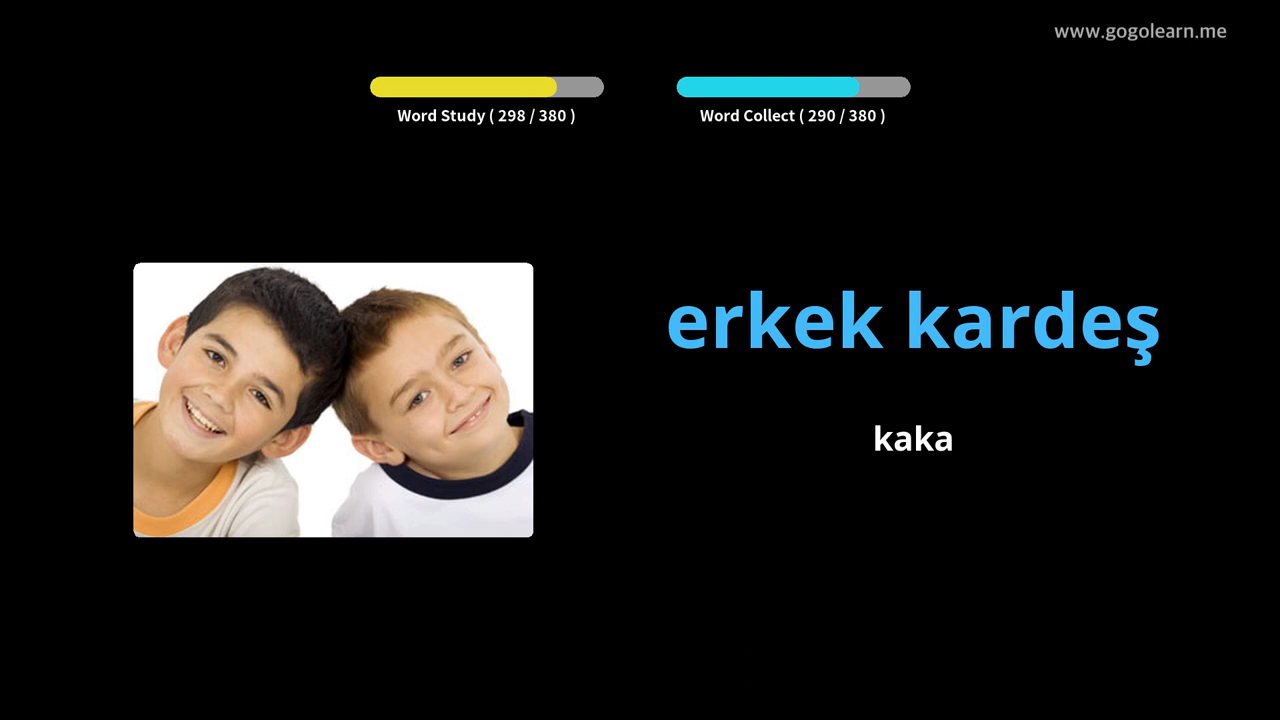 www.gogolearn.me
Word Study ( 298 / 380 )
Word Collect ( 290 / 380 )
erkek kardeş
kaka